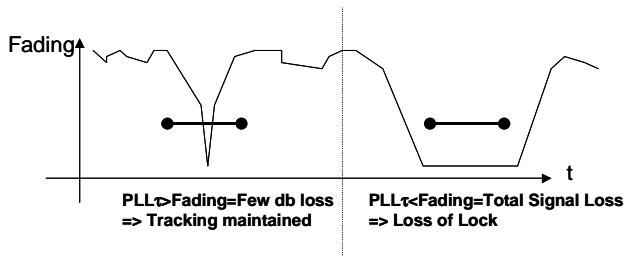 Fading
t
PLLτ>Fading=Few db loss
=> Tracking maintained
PLLτ<Fading=Total Signal Loss
=> Loss of Lock